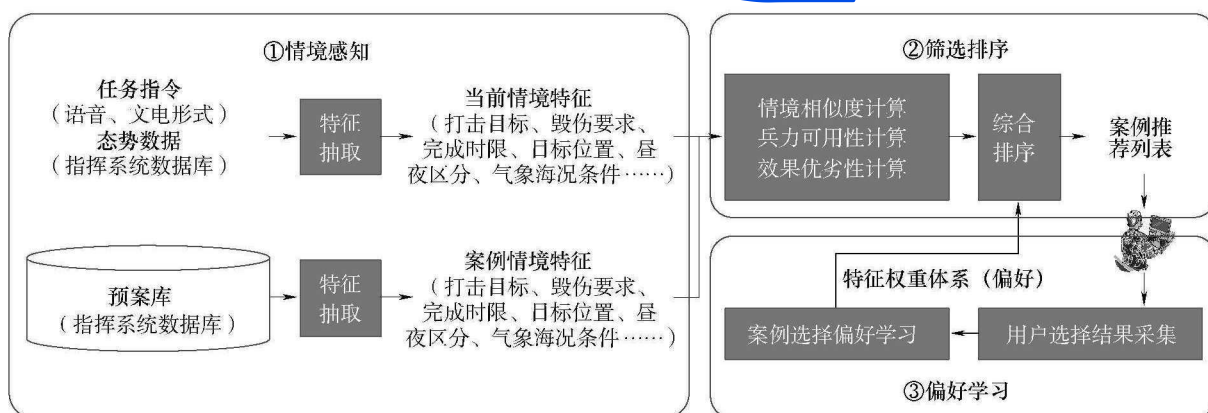 ①情境感知
任务指令
（语音、文电形式）
态势数据
（指挥系统数据库）
特征
抽取
当前情境特征
（打击目标、毁伤要求、
完成时限、目标位置、昼
夜区分、气象海况条件……）
预案库
（指挥系统数据库）
特征
抽取
案例情境特征
（打击目标、毁伤要求、
完成时限、目标位置、昼
夜区分、气象海况条件……）
②筛选排序
情境相似度计算
兵力可用性计算
效果优劣性计算
综合
排序
案例推
荐列表
特征权重体系（偏好）
案例选择偏好学习
用户选择结果采集
③偏好学习